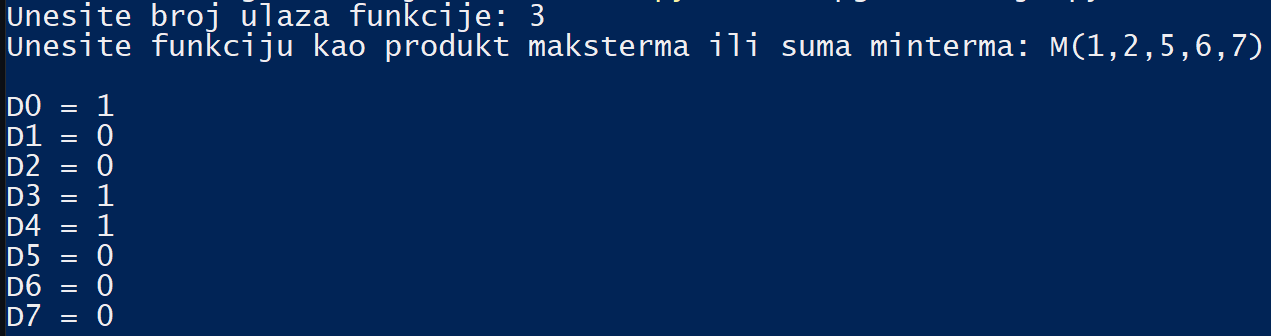 Unesite broj ulaza funkcije: 3
Unesite funkciju kao produkt maksterma ili suma minterma: M(1,2,5,6,7)
D0 = 1
D1 = 0
D2 = 0
D3 = 1
D4 = 1
D5 = 0
D6 = 0
D7 = 0